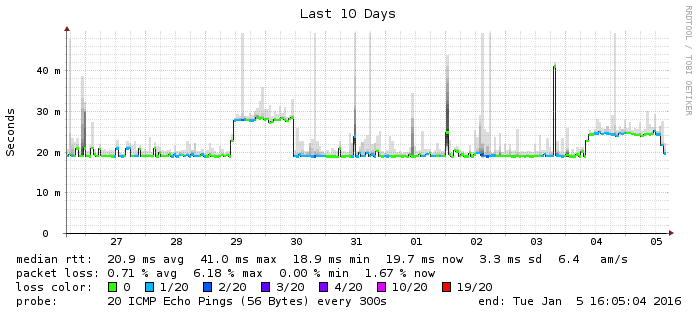 Last 10 Days
RRDTOOL / TOBI OETIKER
Seconds
40 m
30 m
20 m
10 m
0
27 28 29 30 31 01 02 03 04 05
median rtt: 20.9 ms avg 41.0 ms max 18.9 ms min 19.7 ms now 3.3 ms sd 6.4 am/s
packet loss: 0.71 % avg 6.18 % max 0.00 % min 1.67 % now
loss color: 0 1/20 2/20 3/20 4/20 10/20 19/20
probe: 20 ICMP Echo Pings (56 Bytes) every 300s end: Tue Jan 5 16:05:04 2016